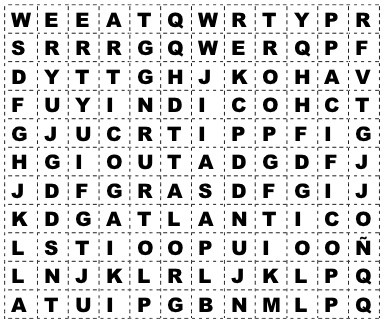 W E E A T Q W R T Y P R
S R R R G Q W E R Q P F
D Y T T G H J K O H A V
F U Y I N D I C O H C T
G J U C R T I P P F I G
H G I O U T A D G D F J
J D F G R A S D F G I J
K D G A T L A N T I C O
L S T I O O P U I O O Ñ
L N J K L R L J K L P Q
A T U I P G B N M L P Q